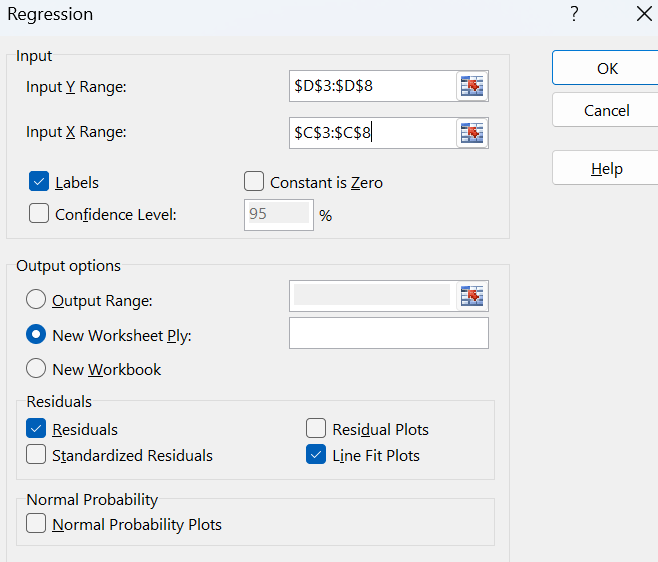 Regression ?
Input
Input Y Range: $D$3:$D$8
OK
Input X Range: $C$3:$C$8
Cancel
Labels Constant is Zero
Help
Confidence Level: 95 %
Output options
Output Range:
New Worksheet Ply:
New Workbook
Residuals
Residuals Residual Plots
Standardized Residuals Line Fit Plots
Normal Probability
Normal Probability Plots